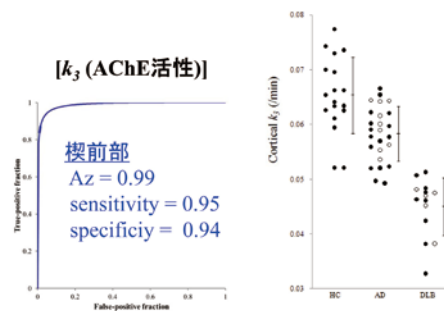 [k₃ (AChE活性)]
True-positive fraction
1
0.8
0.6
0.4
0.2
0
楔前部
Az = 0.99
sensitivity = 0.95
specificiy = 0.94
0 0.2 0.4 0.6 0.8 1
False-positive fraction
Cortical k₃ (/min)
0.08
0.07
0.06
0.05
0.04
0.03
HC AD DLB